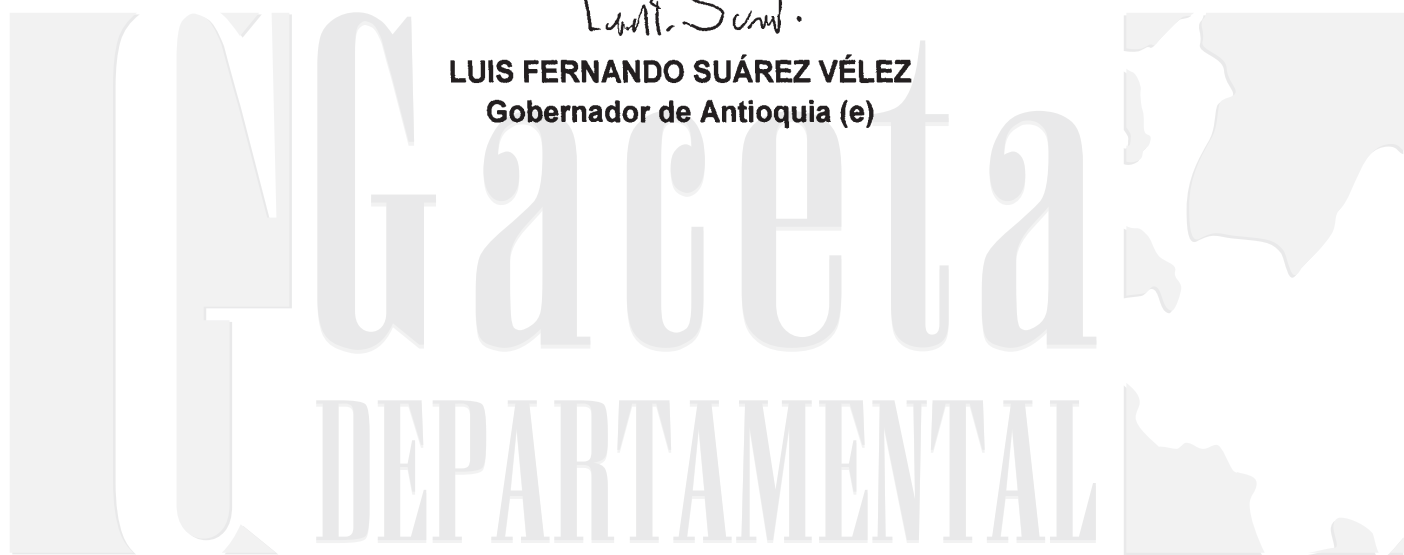 LUIS FERNANDO SUÁREZ VÉLEZ
Gobernador de Antioquia (e)
Gaceta
DEPARTAMENTAL